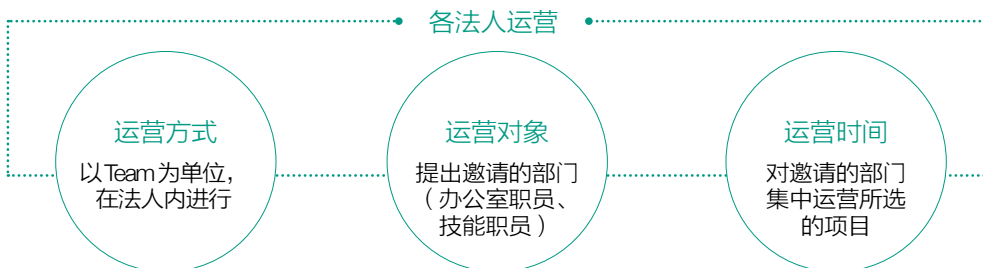 各法人运营
运营方式
以Team为单位，
在法人内进行
运营对象
提出邀请的部门
（办公室职员、
技能职员）
运营时间
对邀请的部门
集中运营所选
的项目